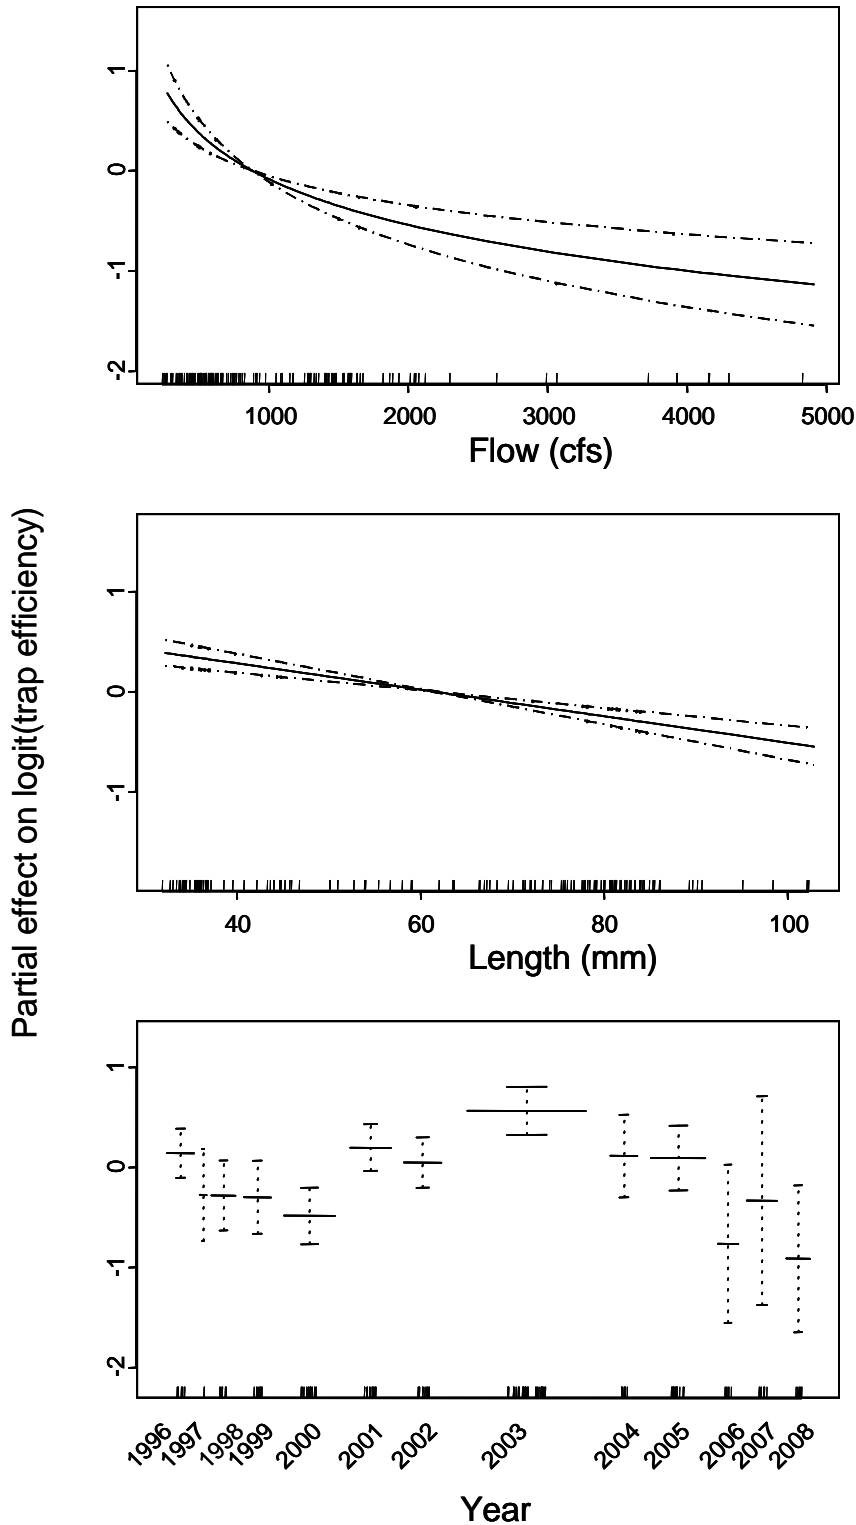 Partial effect on logit(trap efficiency)
1
0
-1
-2
1000 2000 3000 4000 5000
Flow (cfs)
1
0
-1
40 60 80 100
Length (mm)
1
0
-1
-2
1996 1997 1998 1999 2000 2001 2002 2003 2004 2005 2006 2007 2008
Year